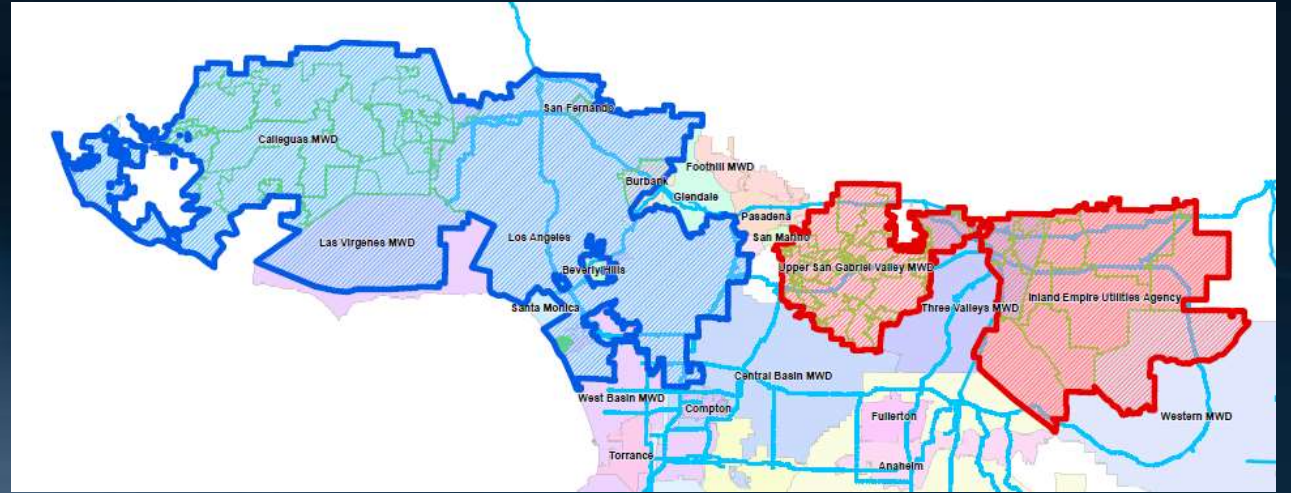 San Fernando
Calleguas MWD
Foothill MWD
Burbank
Glendale
Pasadena
San Marino
Las Virgenes MWD
Los Angeles
Beverly Hills
Upper San Gabriel Valley MWD
Inland Empire Utilities Agency
Santa Monica
Three Valleys MWD
Central Basin MWD
West Basin MWD
Compton
Fullerton
Western MWD
Torrance
Anaheim